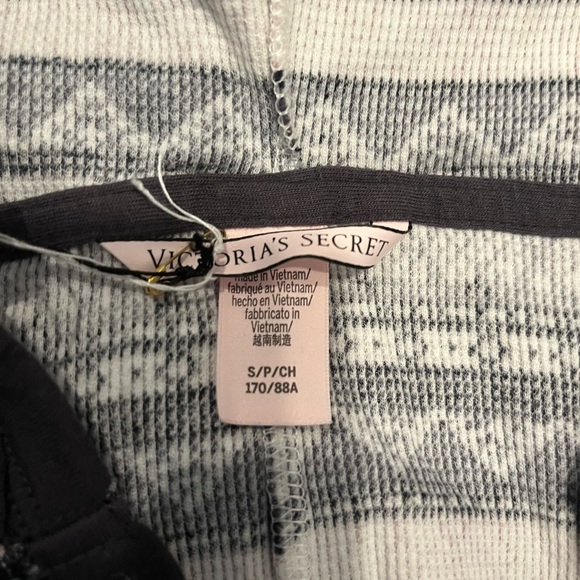 VICTORIA'S SECRET
made in Vietnam/
fabriqué au Vietnam/
hecho en Vietnam/
fabbricato in
Vietnam/
越南制造
S/P/CH
170/88A